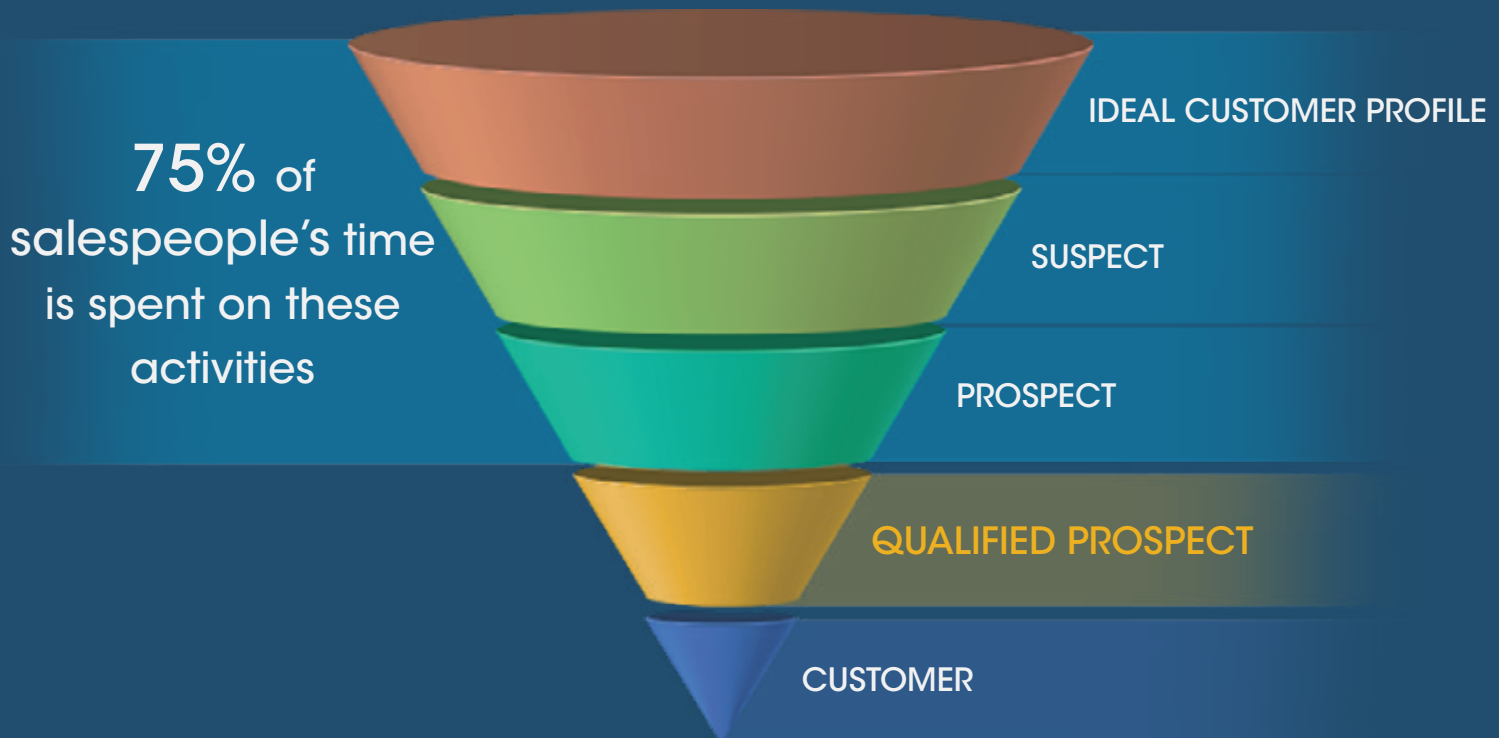 75% of
salespeople's time
is spent on these
activities
IDEAL CUSTOMER PROFILE
SUSPECT
PROSPECT
QUALIFIED PROSPECT
CUSTOMER